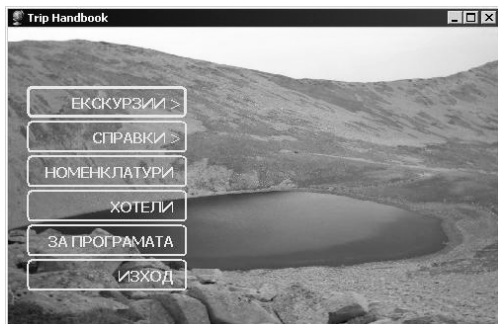 Trip Handbook
ЕКСКУРЗИИ >
СПРАВКИ >
НОМЕНКЛАТУРИ
ХОТЕЛИ
ЗА ПРОГРАМАТА
ИЗХОД